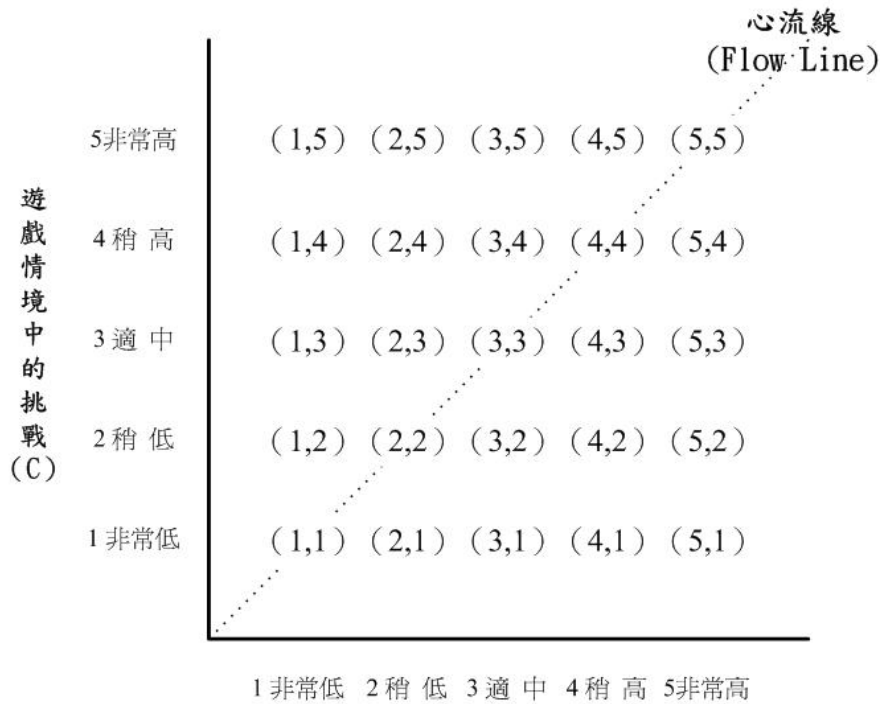 心流線
(Flow Line)
5非常高 (1,5) (2,5) (3,5) (4,5) (5,5)
4 稍 高 (1,4) (2,4) (3,4) (4,4) (5,4)
3 適 中 (1,3) (2,3) (3,3) (4,3) (5,3)
2 稍 低 (1,2) (2,2) (3,2) (4,2) (5,2)
1 非常低 (1,1) (2,1) (3,1) (4,1) (5,1)
遊戲情境中的挑戰(C)
1 非常低 2 稍 低 3 適 中 4 稍 高 5非常高